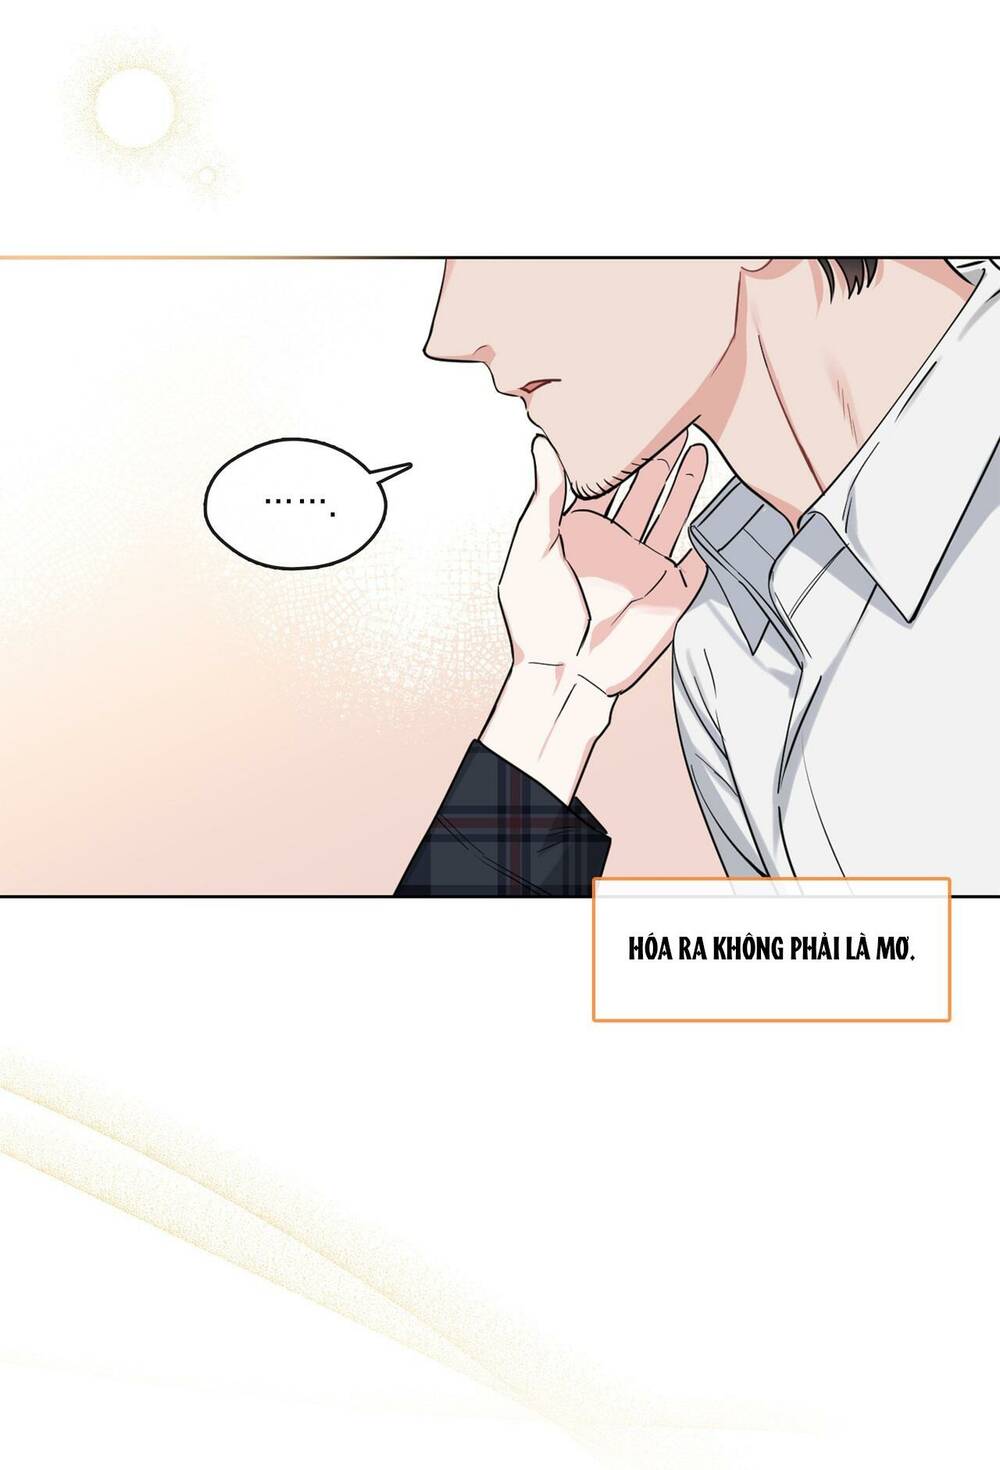 .......
HÓA RA KHÔNG PHẢI LÀ MƠ.